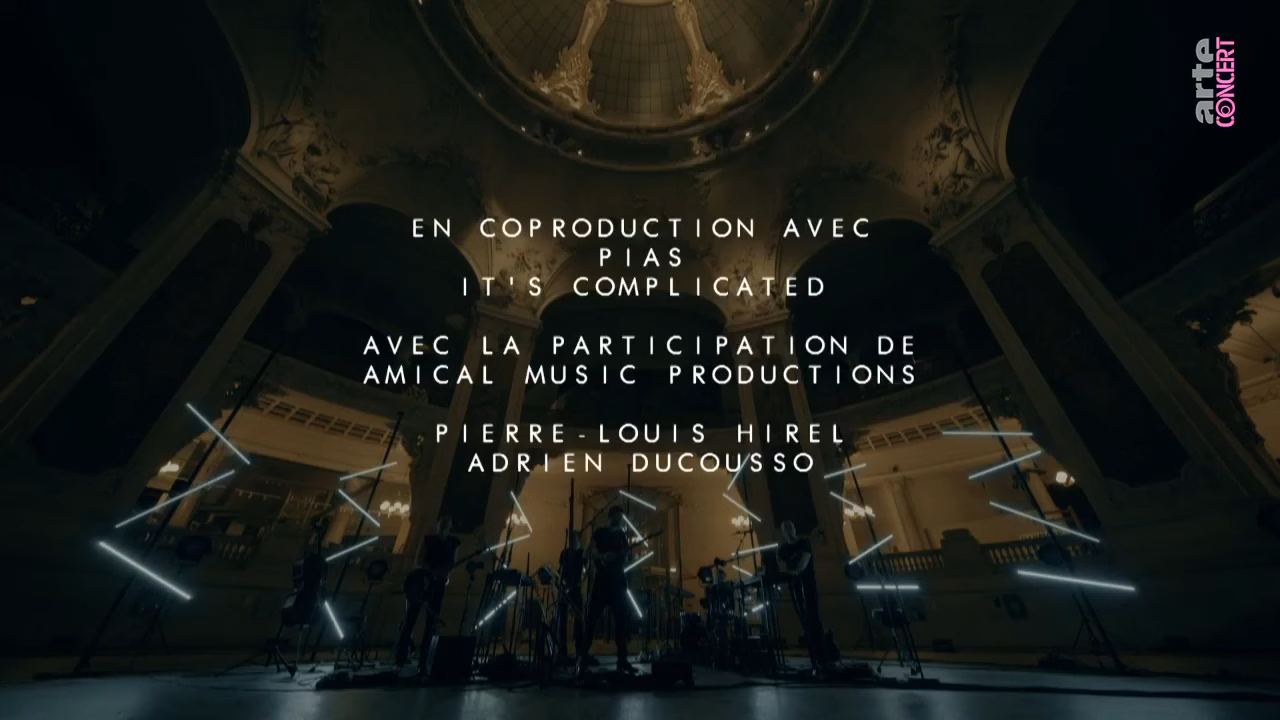 EN COPRODUCTION AVEC
PIAS
IT'S COMPLICATED
AVEC LA PARTICIPATION DE
AMICAL MUSIC PRODUCTIONS
PIERRE-LOUIS HIREL
ADRIEN DUCOUSSO
arte
CONCERT